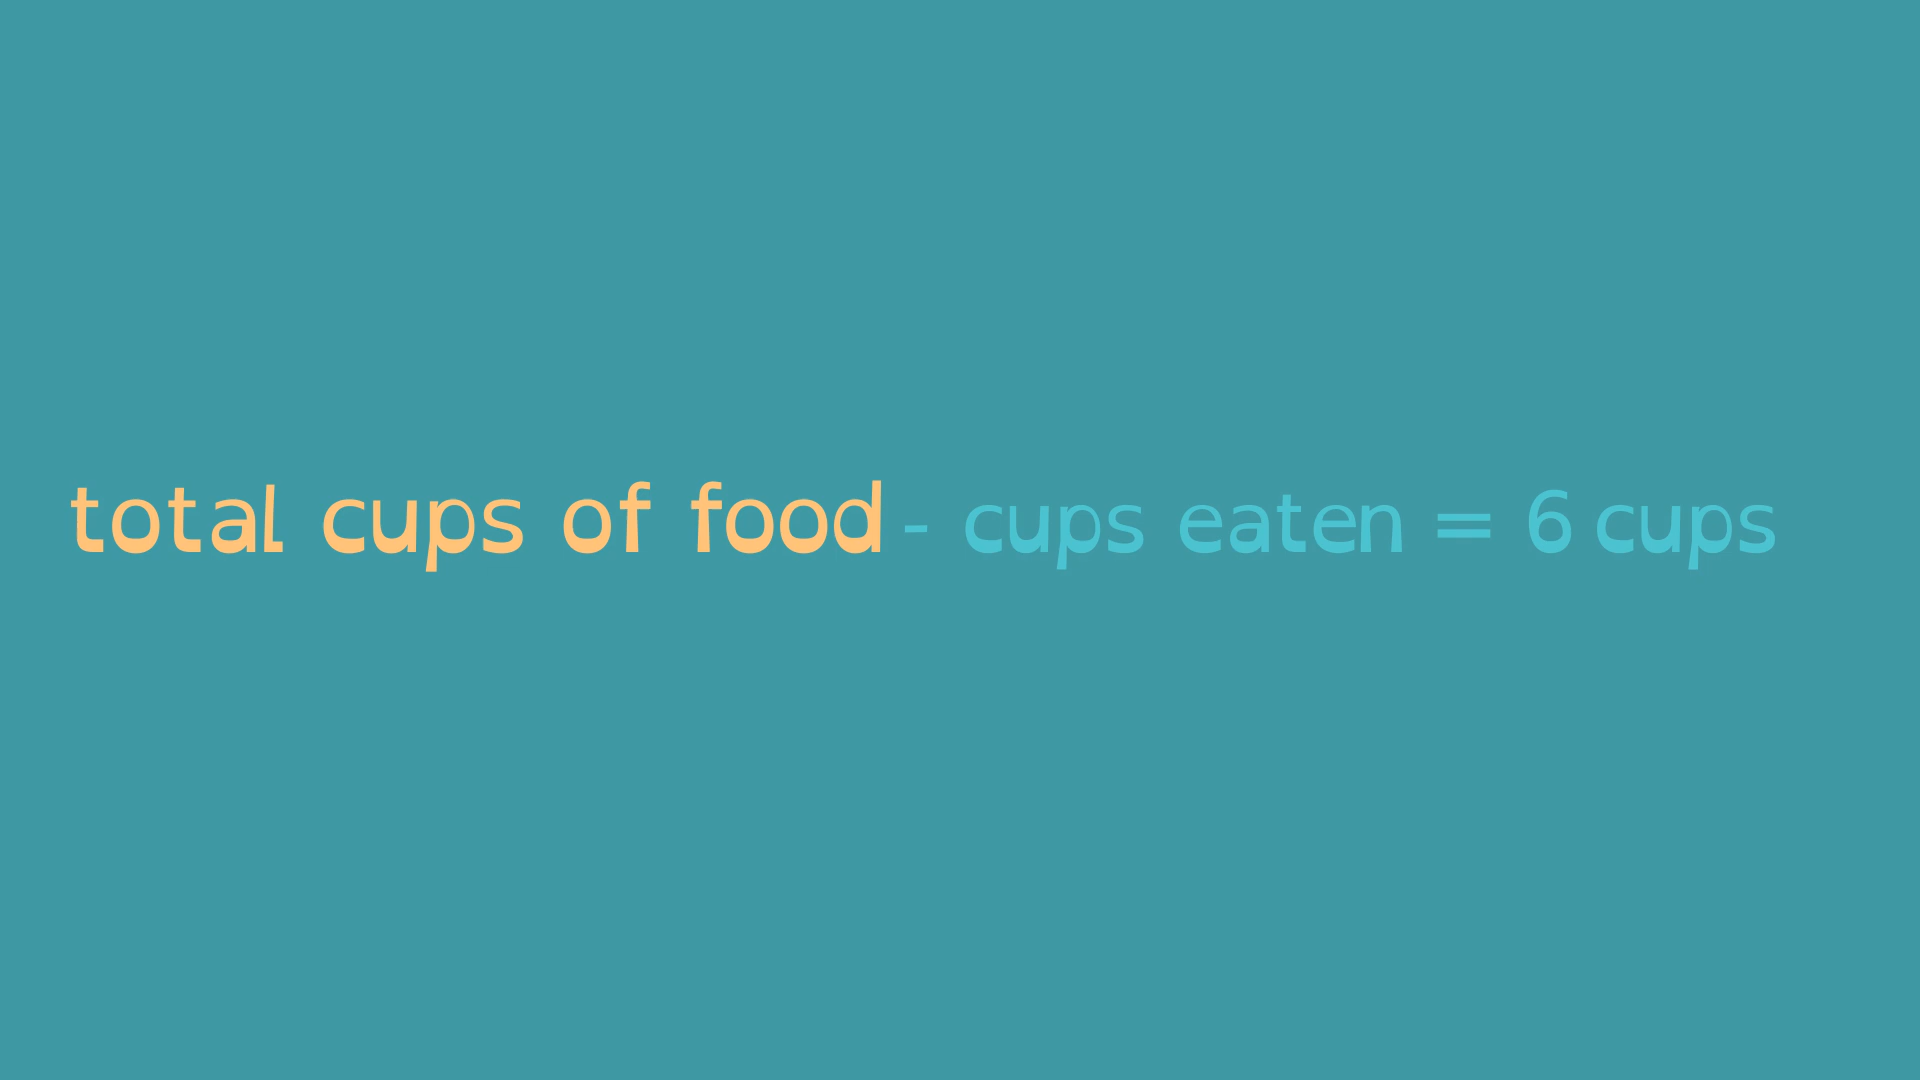 total cups of food - cups eaten = 6 cups